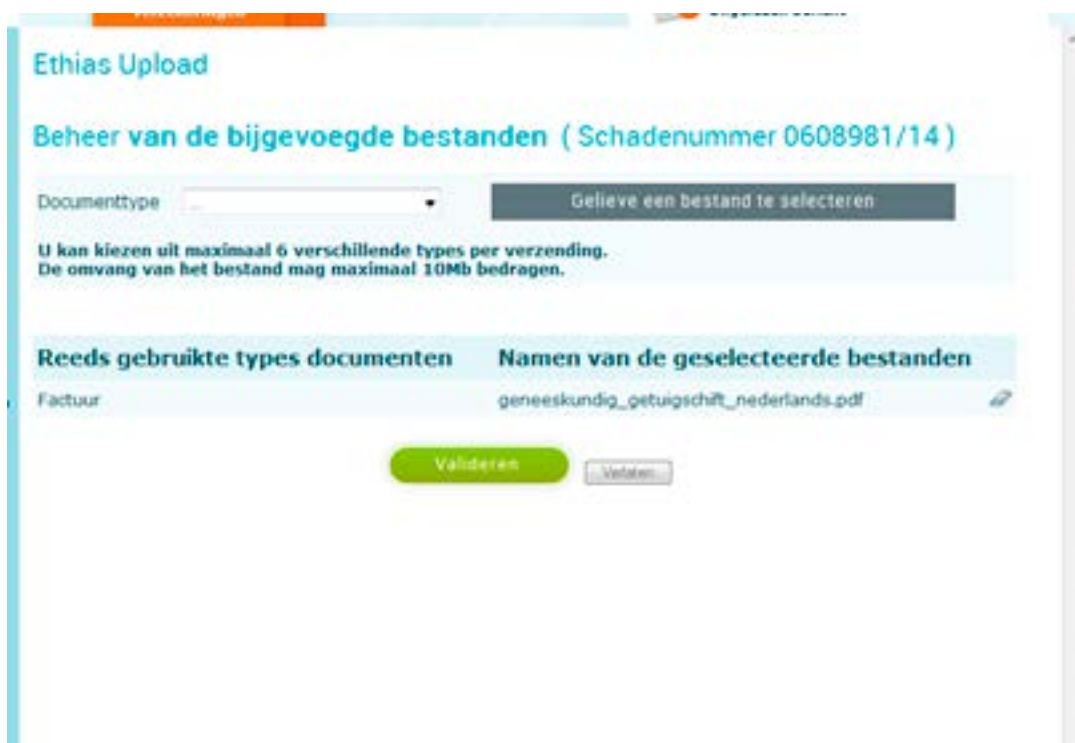 Ethias Upload
Beheer van de bijgevoegde bestanden ( Schadenummer 0608981/14 )
Documenttype ... Gelieve een bestand te selecteren
U kan kiezen uit maximaal 6 verschillende types per verzending.
De omvang van het bestand mag maximaal 10Mb bedragen.
Reeds gebruikte types documenten Namen van de geselecteerde bestanden
Factuur geneeskundig_getuigschift_nederlands.pdf
Valideren Verlaten